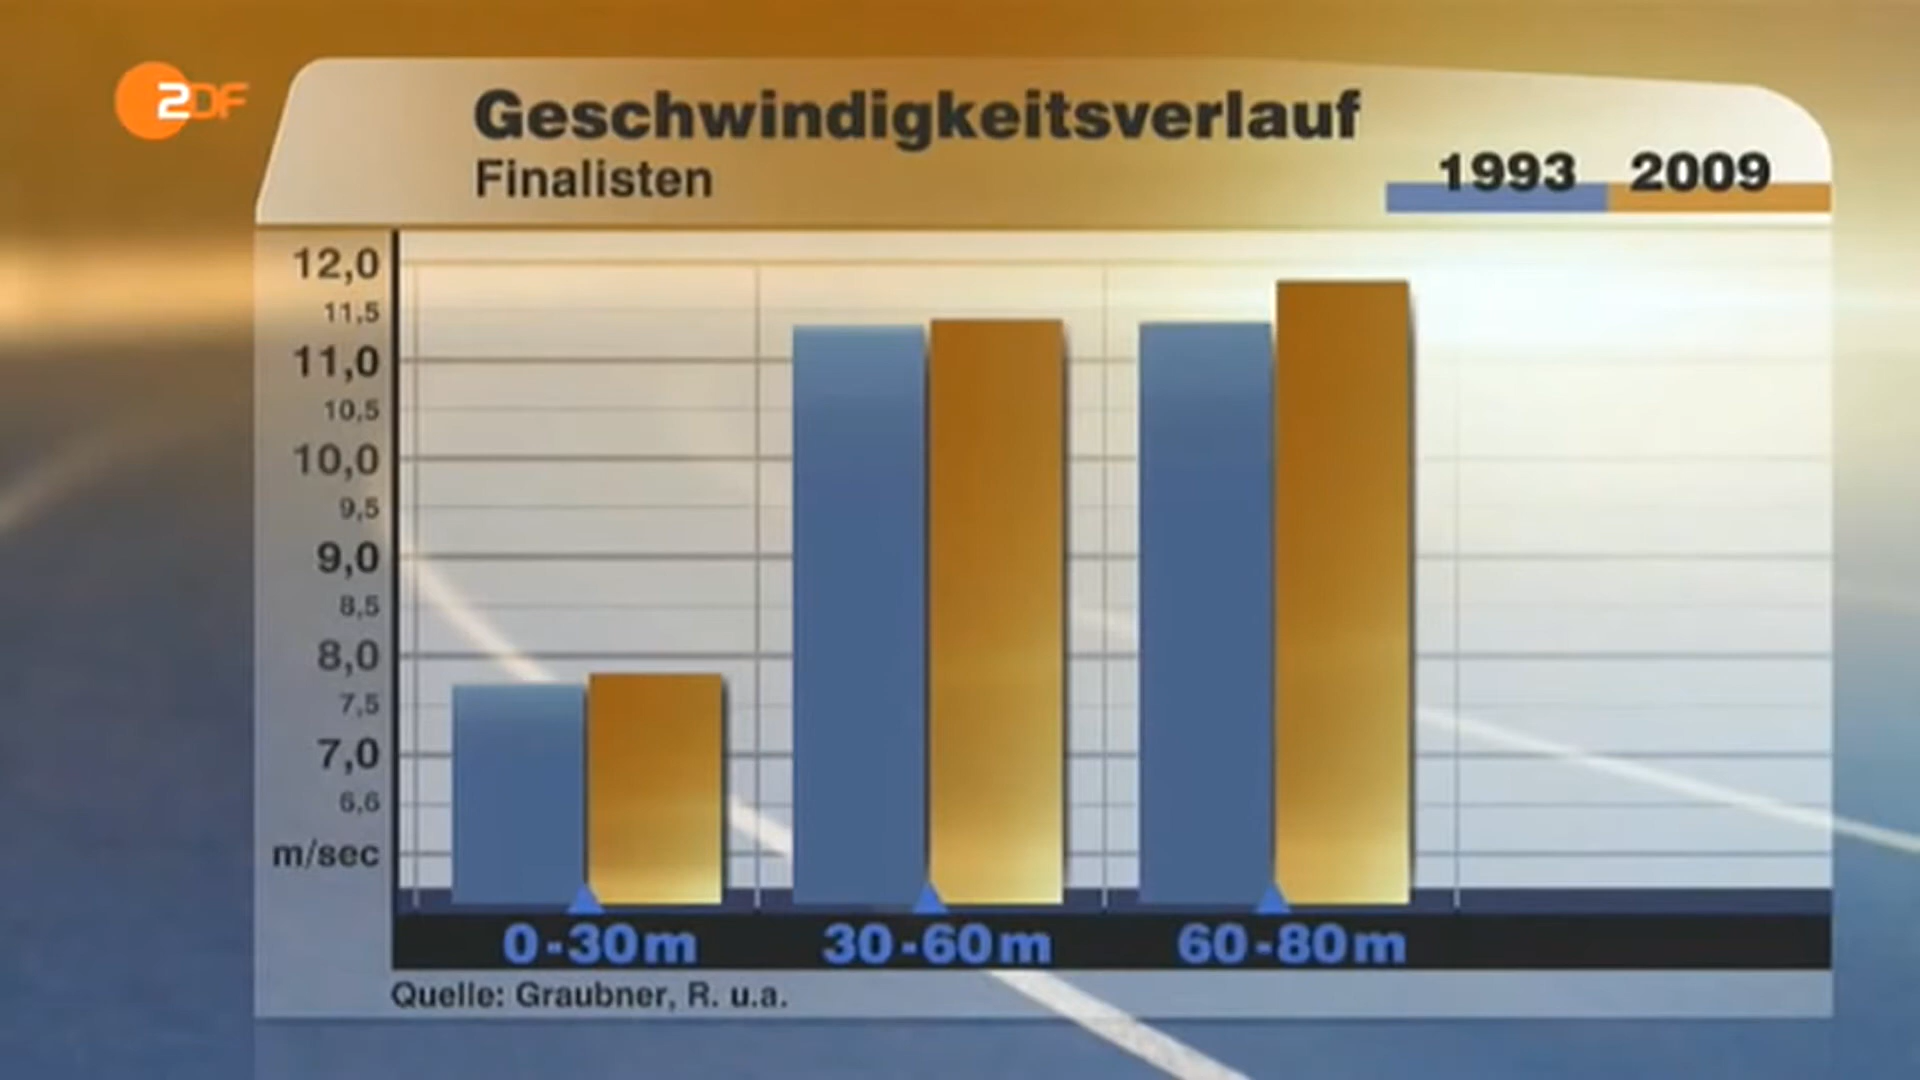 ZDF
Geschwindigkeitsverlauf
Finalisten
1993 2009
12,0
11,5
11,0
10,5
10,0
9,5
9,0
8,5
8,0
7,5
7,0
6,6
m/sec
0-30m 30-60m 60-80m
Quelle: Graubner, R. u.a.